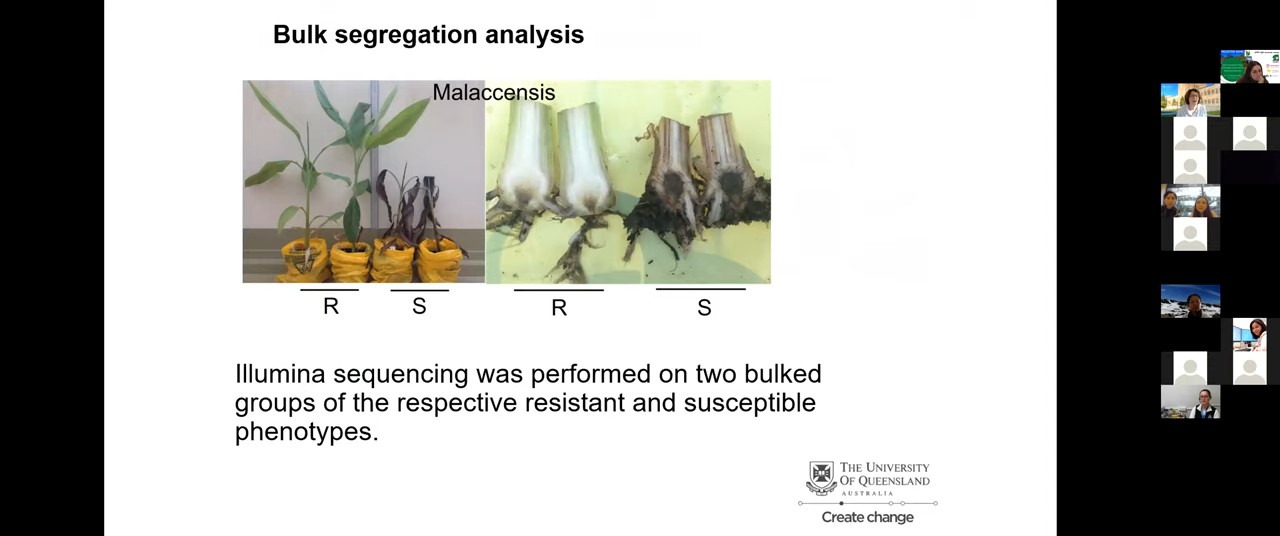 Bulk segregation analysis
Malaccensis
R
S
R
S
Illumina sequencing was performed on two bulked
groups of the respective resistant and susceptible
phenotypes.
THE UNIVERSITY
OF QUEENSLAND
AUSTRALIA
Create change